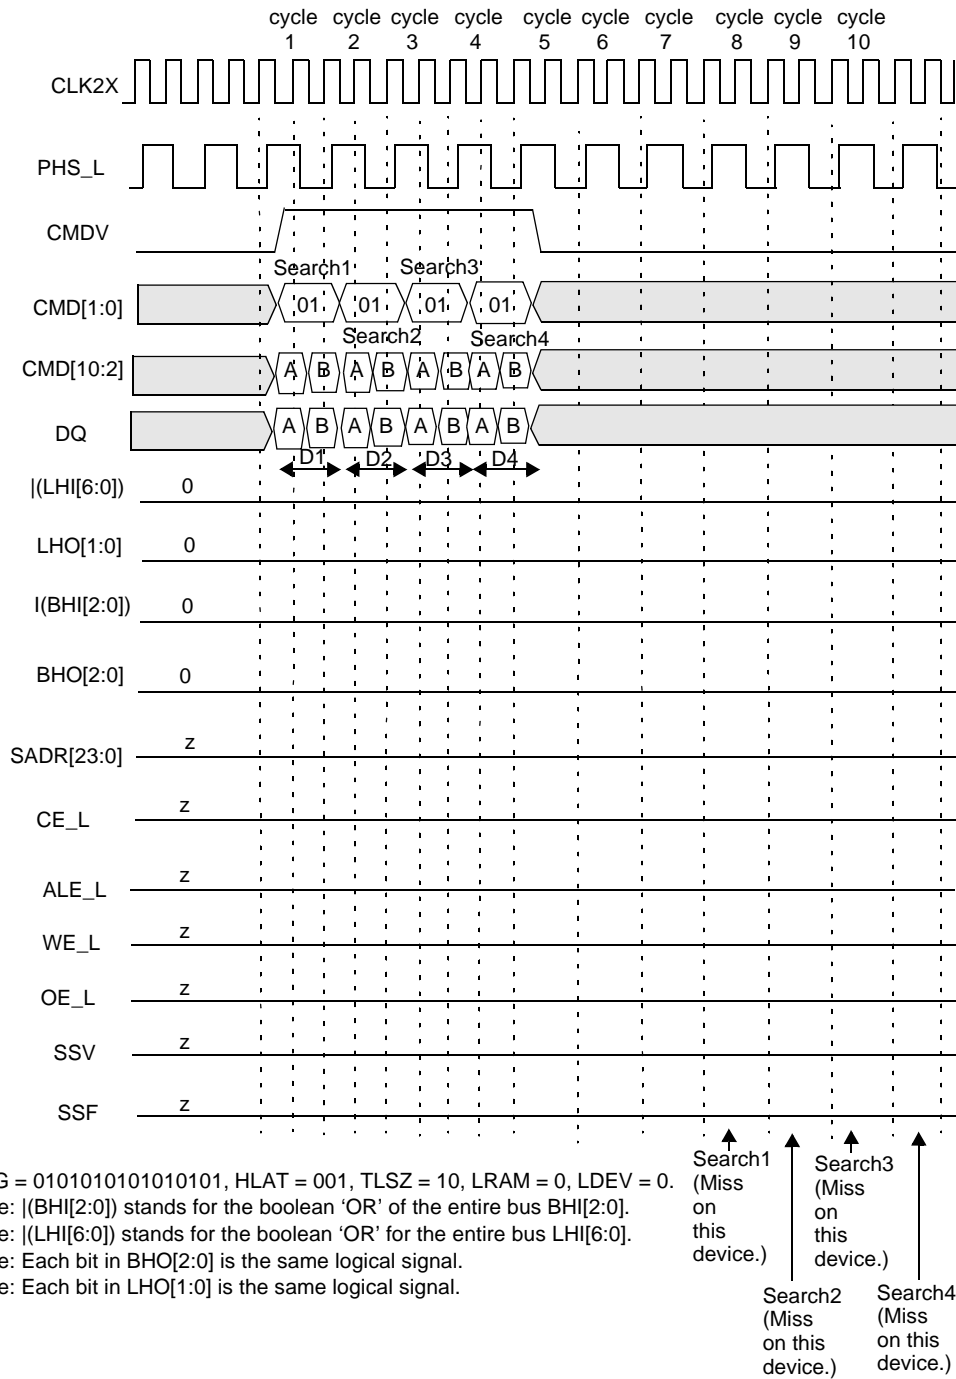 cycle cycle cycle cycle cycle cycle cycle cycle cycle cycle
1 2 3 4 5 6 7 8 9 10
CLK2X
PHS_L
CMDV
Search1 Search3
CMD[1:0] 01 01 01 01
Search2 Search4
CMD[10:2] A B A B A B A B
DQ A B A B A B A B
D1 D2 D3 D4
|(LHI[6:0]) 0
LHO[1:0] 0
I(BHI[2:0]) 0
BHO[2:0] 0
SADR[23:0] z
CE_L z
ALE_L z
WE_L z
OE_L z
SSV z
SSF z
G = 0101010101010101, HLAT = 001, TLSZ = 10, LRAM = 0, LDEV = 0.
e: |(BHI[2:0]) stands for the boolean ‘OR’ of the entire bus BHI[2:0].
e: |(LHI[6:0]) stands for the boolean ‘OR’ for the entire bus LHI[6:0].
e: Each bit in BHO[2:0] is the same logical signal.
e: Each bit in LHO[1:0] is the same logical signal.
Search1
(Miss
on
this
device.)
Search2
(Miss
on this
device.)
Search3
(Miss
on
this
device.)
Search4
(Miss
on this
device.)